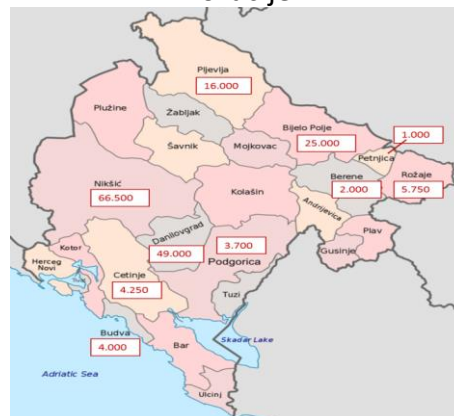 Pljevlja
16.000
Plužine
Žabljak
Bijelo Polje
25.000
1.000
Šavnik
Mojkovac
Petnjica
Berene
2.000
Rožaje
5.750
Nikšić
66.500
Kolašin
Andrijevica
Danilovgrad
49.000
3.700
Podgorica
Plav
Gusinje
Kotor
Herceg
Novi
Cetinje
4.250
Tuzi
Budva
4.000
Skadar Lake
Bar
Adriatic Sea
Ulcinj